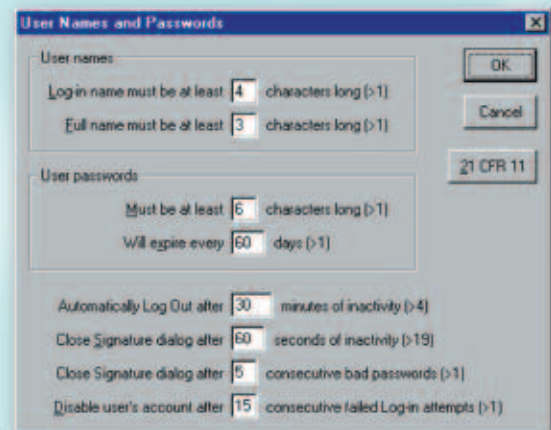 User Names and Passwords
User names
Log-in name must be at least 4 characters long (>1)
Full name must be at least 3 characters long (>1)
OK
Cancel
21 CFR 11
User passwords
Must be at least 6 characters long (>1)
Will expire every 60 days (>1)
Automatically Log Out after 30 minutes of inactivity (>4)
Close Signature dialog after 60 seconds of inactivity (>19)
Close Signature dialog after 5 consecutive bad passwords (>1)
Disable user's account after 15 consecutive failed Log-in attempts (>1)